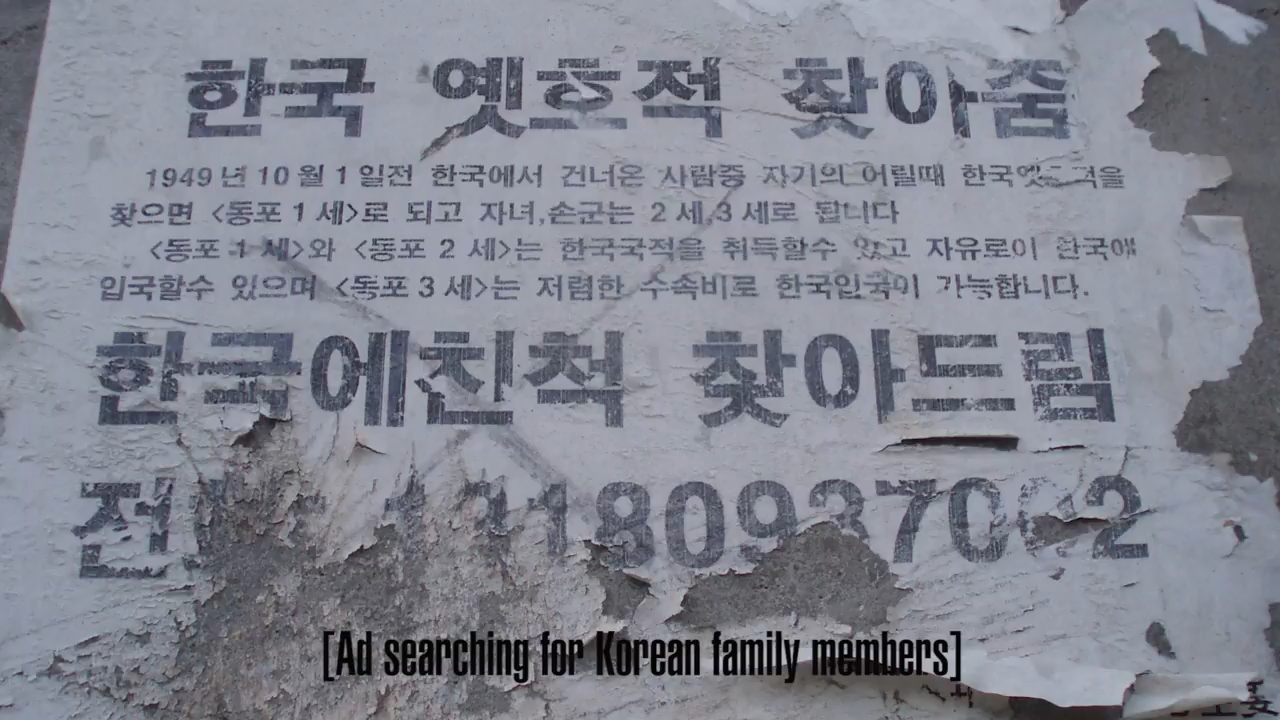 한국 옛호적 찾아줌
1949년 10월 1일전 한국에서 건너온 사람중 자기의 어릴때
찾으면 <동포 1세>로 되고 자녀,손군는 2세,3세로 됩니다
<동포 1세>와 <동포 2세>는 한국국적을 취득할수 있고 자유로이 한국에
입국할수 있으며 <동포 3세>는 저렴한 수속비로 한국입국이 가능합니다.
한국에친척 찾아드림
[Ad searching for Korean family members]